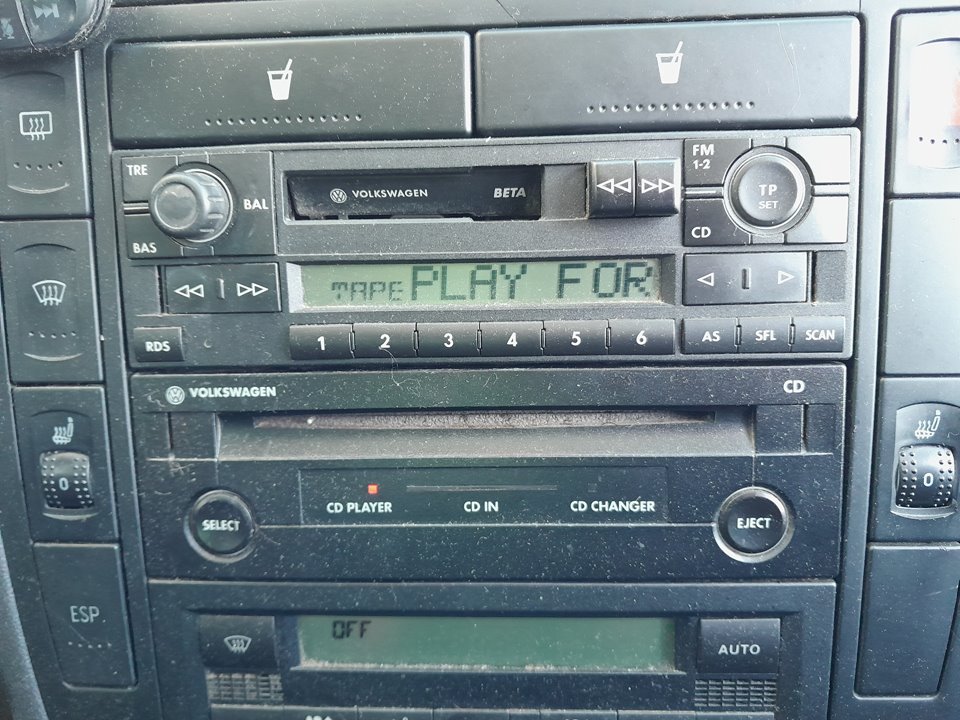 TRE
BAL
BAS
VOLKSWAGEN BETA
FM
1-2
TP
SET
CD
TAPE PLAY FOR
RDS
1 2 3 4 5 6
AS SFL SCAN
VOLKSWAGEN
CD
CD PLAYER CD IN CD CHANGER
SELECT
EJECT
0
0
ESP
OFF
AUTO